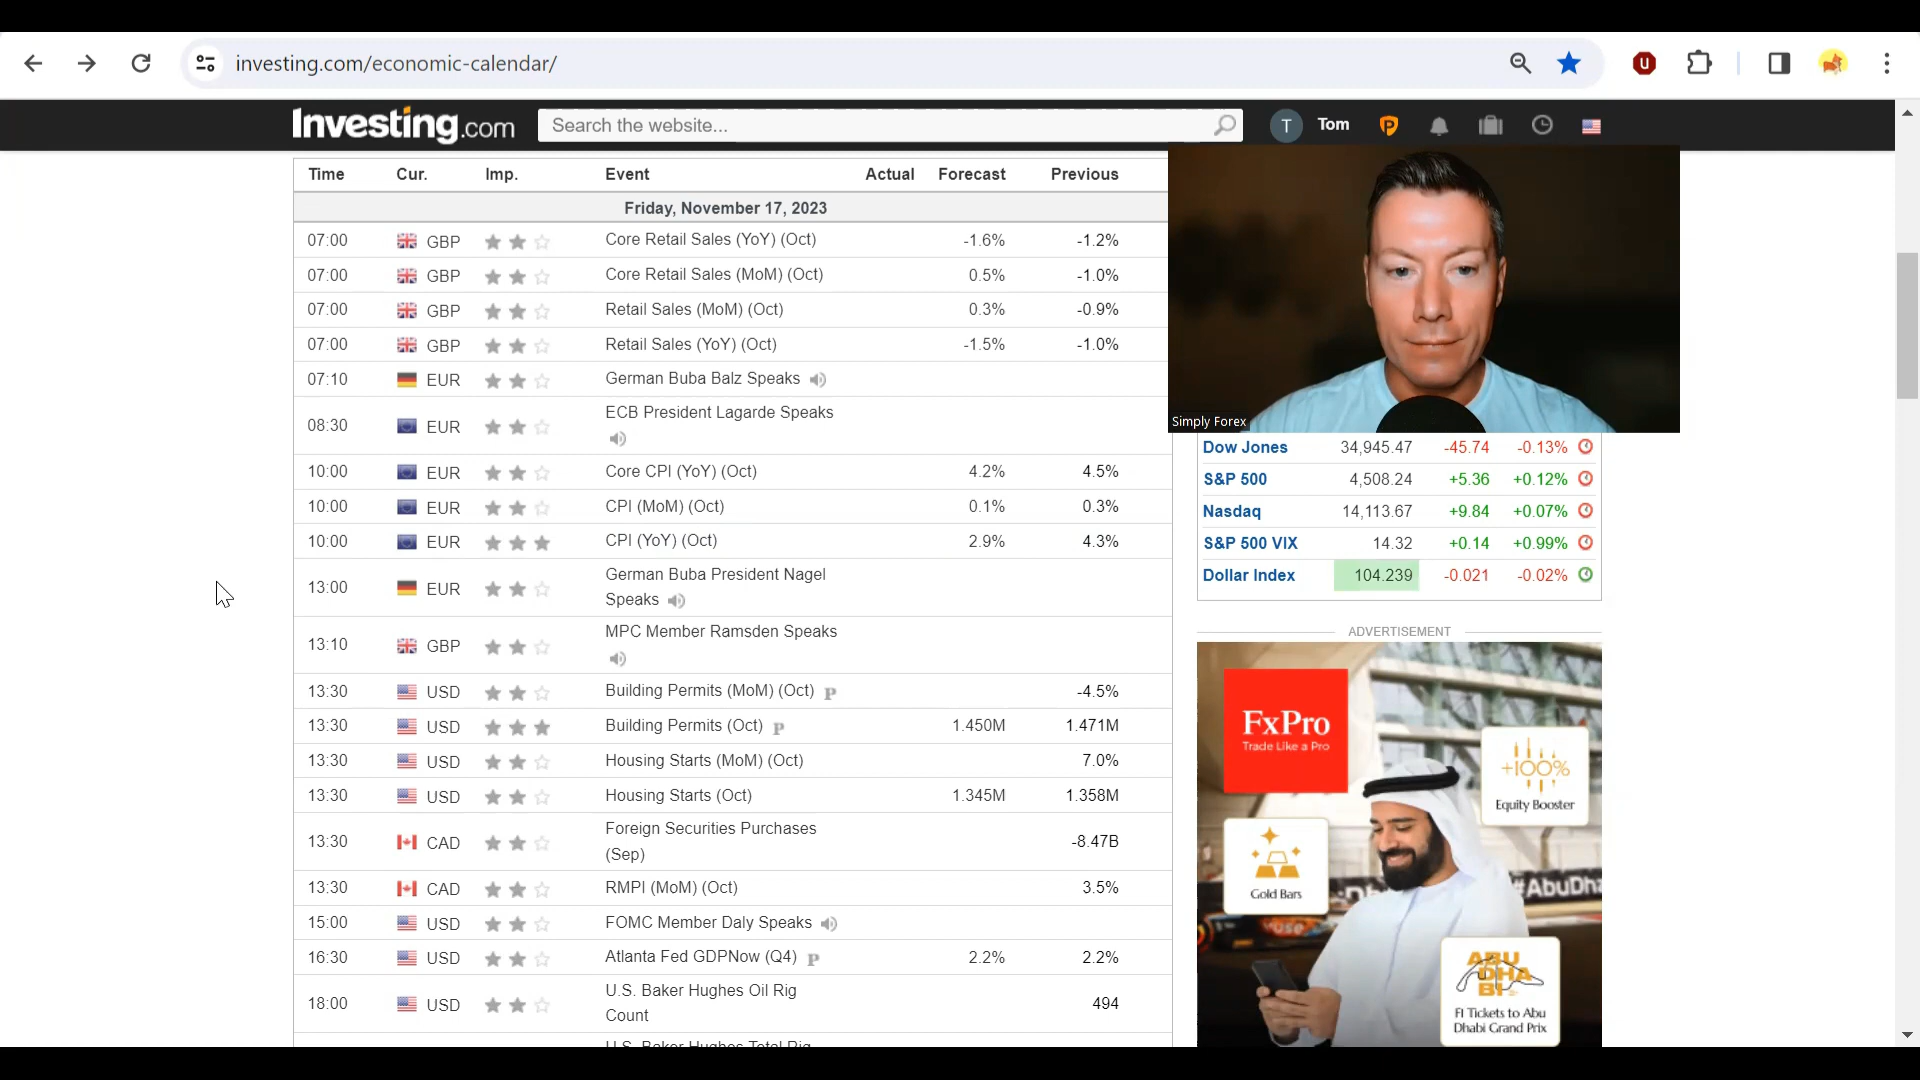 investing.com/economic-calendar/
Investing.com
Search the website...
T
Tom
Time Cur. Imp. Event Actual Forecast Previous
Friday, November 17, 2023
07:00 GBP Core Retail Sales (YoY) (Oct) -1.6% -1.2%
07:00 GBP Core Retail Sales (MoM) (Oct) 0.5% -1.0%
07:00 GBP Retail Sales (MoM) (Oct) 0.3% -0.9%
07:00 GBP Retail Sales (YoY) (Oct) -1.5% -1.0%
07:10 EUR German Buba Balz Speaks
08:30 EUR ECB President Lagarde Speaks
10:00 EUR Core CPI (YoY) (Oct) 4.2% 4.5%
10:00 EUR CPI (MoM) (Oct) 0.1% 0.3%
10:00 EUR CPI (YoY) (Oct) 2.9% 4.3%
13:00 EUR German Buba President Nagel
Speaks
13:10 GBP MPC Member Ramsden Speaks
13:30 USD Building Permits (MoM) (Oct) P -4.5%
13:30 USD Building Permits (Oct) P 1.450M 1.471M
13:30 USD Housing Starts (MoM) (Oct) 7.0%
13:30 USD Housing Starts (Oct) 1.345M 1.358M
13:30 CAD Foreign Securities Purchases
(Sep) -8.47B
13:30 CAD RMPI (MoM) (Oct) 3.5%
15:00 USD FOMC Member Daly Speaks
16:30 USD Atlanta Fed GDPNow (Q4) P 2.2% 2.2%
18:00 USD U.S. Baker Hughes Oil Rig
Count 494
U.S. Baker Hughes Total Rig
Simply Forex
Dow Jones 34,945.47 -45.74 -0.13%
S&P 500 4,508.24 +5.36 +0.12%
Nasdaq 14,113.67 +9.84 +0.07%
S&P 500 VIX 14.32 +0.14 +0.99%
Dollar Index 104.239 -0.021 -0.02%
ADVERTISEMENT
FxPro
Trade Like a Pro
+100%
Equity Booster
Gold Bars
#AbuDha
ABU
DHA
BI
F1 Tickets to Abu
Dhabi Grand Prix